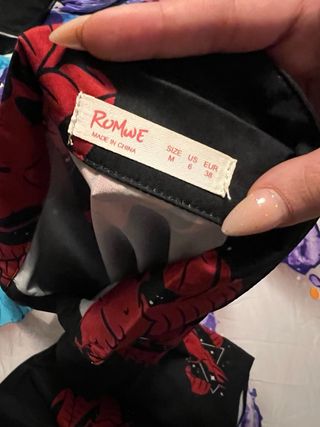 ROMWE
MADE IN CHINA
SIZE US EUR
M 6 38